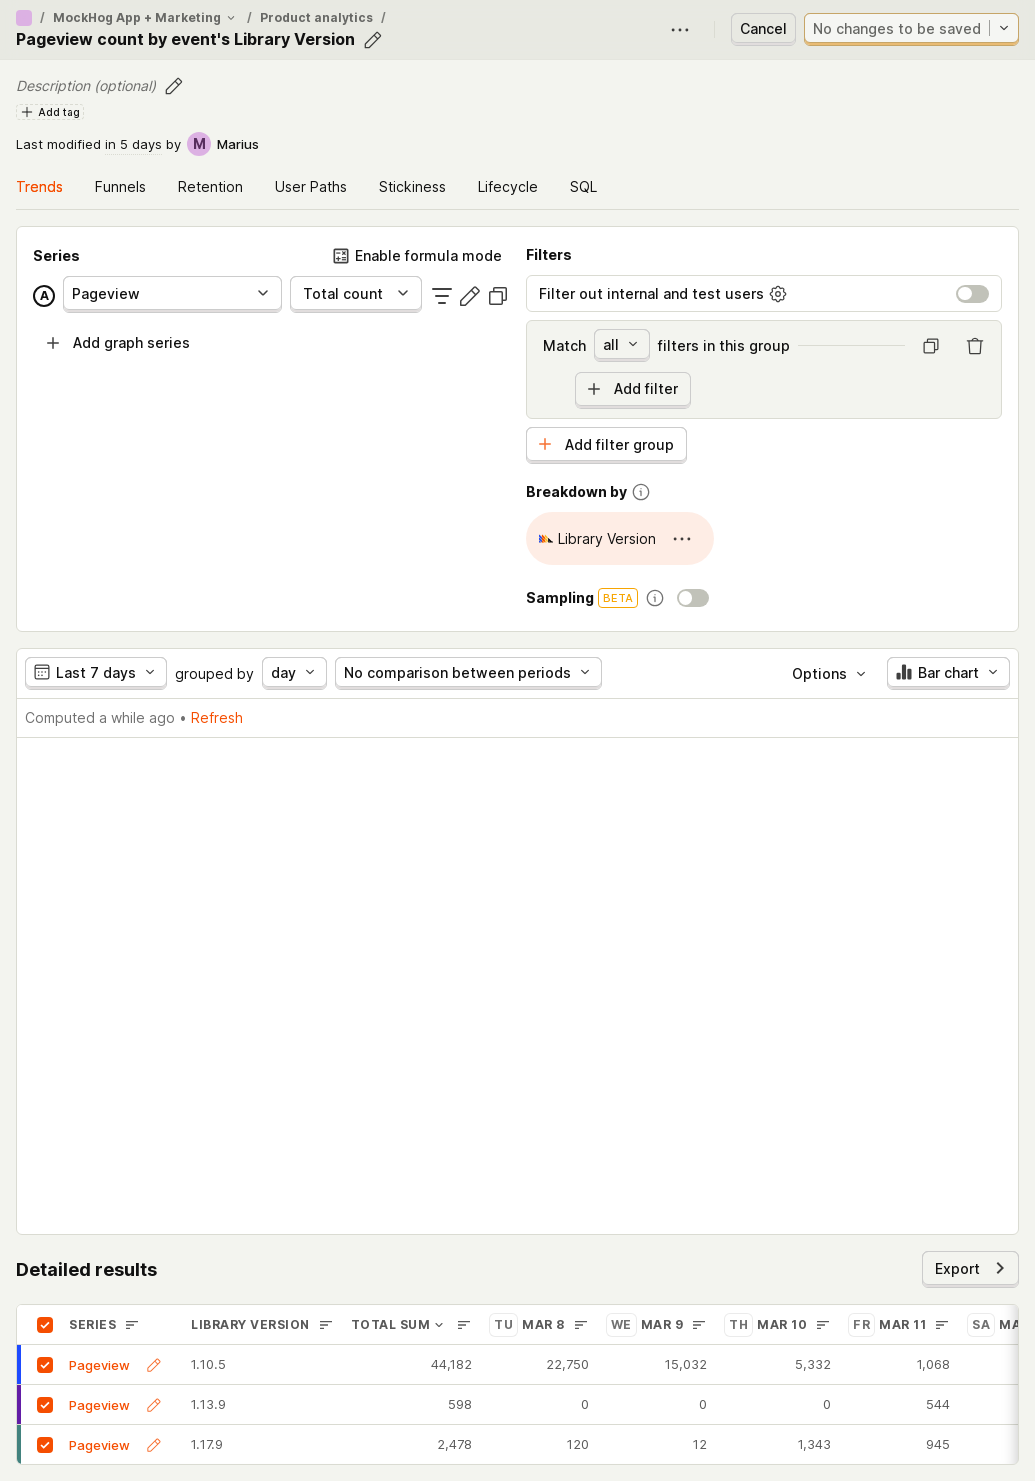 / MockHog App + Marketing / Product analytics /
Pageview count by event's Library Version
Cancel
No changes to be saved
Description (optional)
Add tag
Last modified in 5 days by M Marius
Trends Funnels Retention User Paths Stickiness Lifecycle SQL
Series
Enable formula mode
A Pageview Total count
Add graph series
Filters
Filter out internal and test users
Match all filters in this group
Add filter
Add filter group
Breakdown by
Library Version
Sampling BETA
Last 7 days grouped by day No comparison between periods Options Bar chart
Computed a while ago • Refresh
Detailed results
Export
SERIES LIBRARY VERSION TOTAL SUM TU MAR 8 WE MAR 9 TH MAR 10 FR MAR 11 SA MA
Pageview 1.10.5 44,182 22,750 15,032 5,332 1,068
Pageview 1.13.9 598 0 0 0 544
Pageview 1.17.9 2,478 120 12 1,343 945